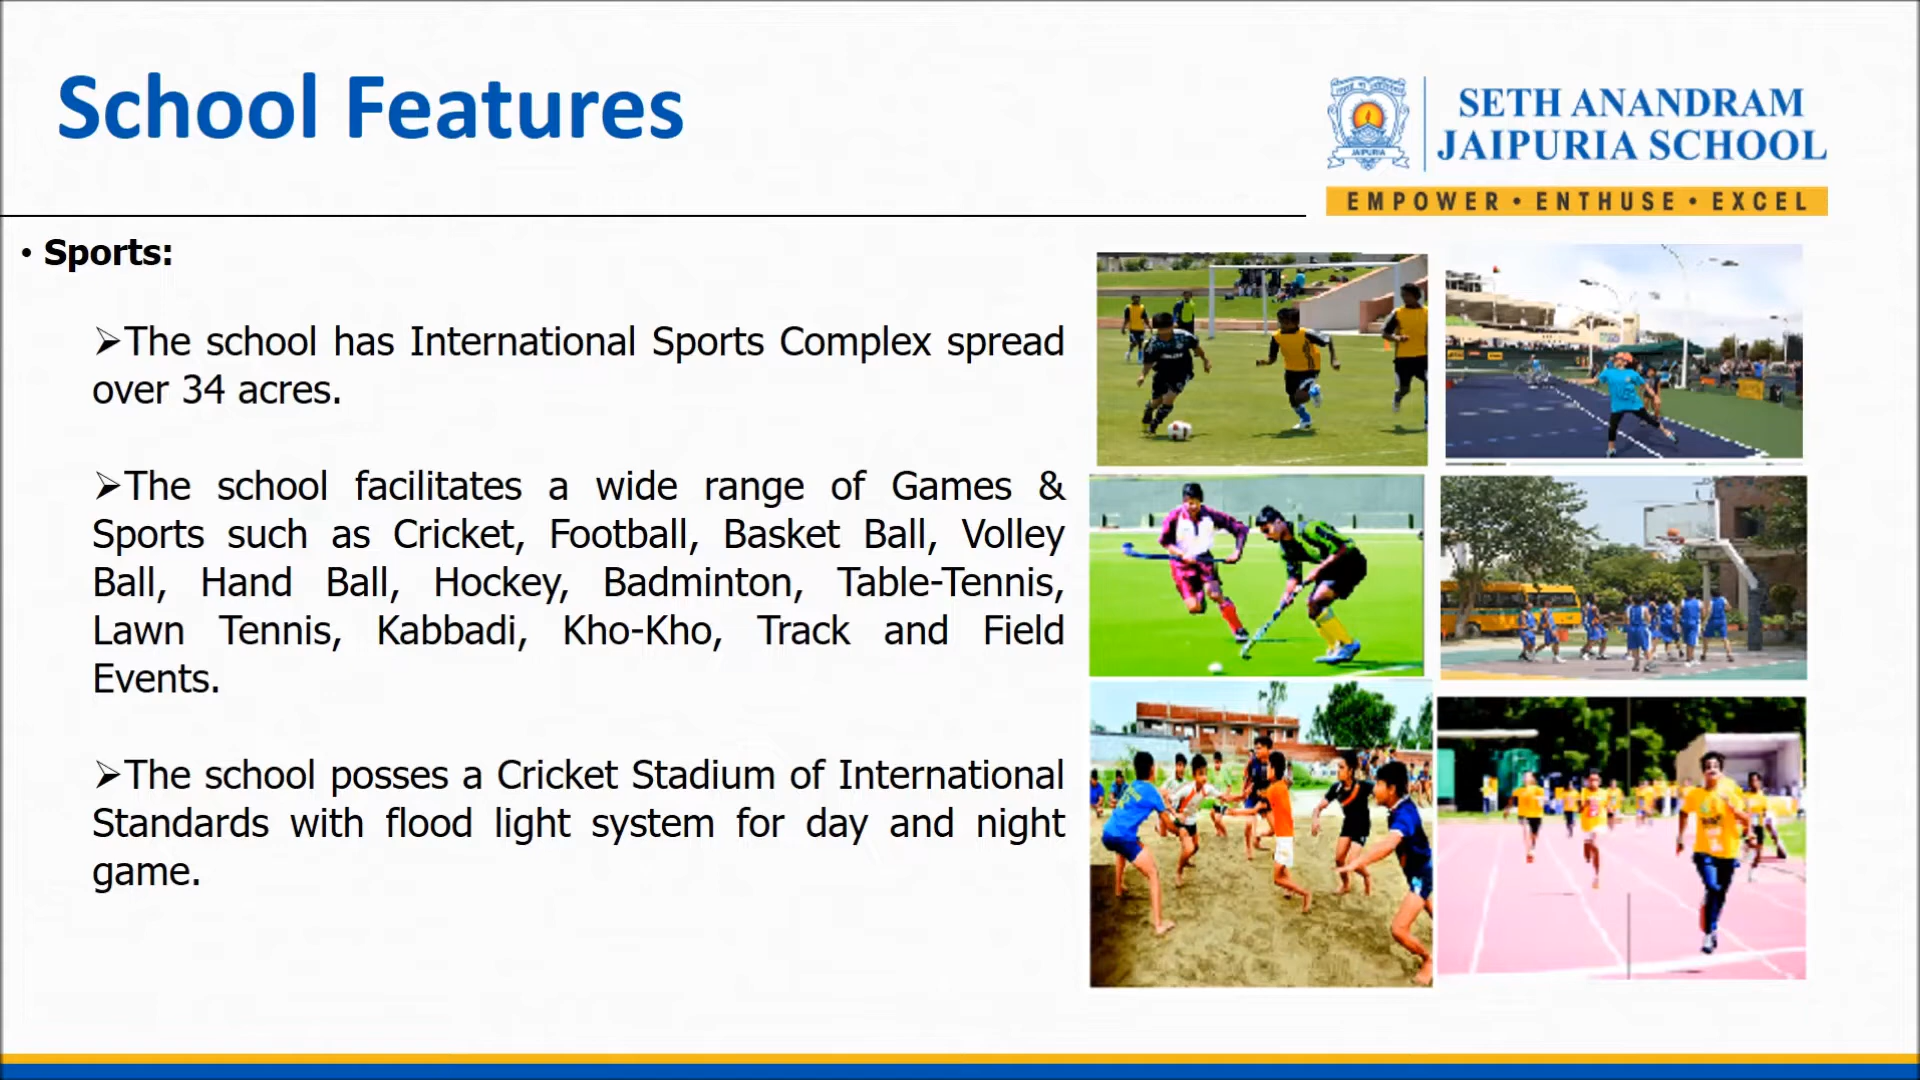 School Features
SETH ANANDRAM
JAIPURIA SCHOOL
JAIPURIA
EMPOWER • ENTHUSE • EXCEL
• Sports:
➢The school has International Sports Complex spread
over 34 acres.
➢The school facilitates a wide range of Games &
Sports such as Cricket, Football, Basket Ball, Volley
Ball, Hand Ball, Hockey, Badminton, Table-Tennis,
Lawn Tennis, Kabbadi, Kho-Kho, Track and Field
Events.
➢The school posses a Cricket Stadium of International
Standards with flood light system for day and night
game.